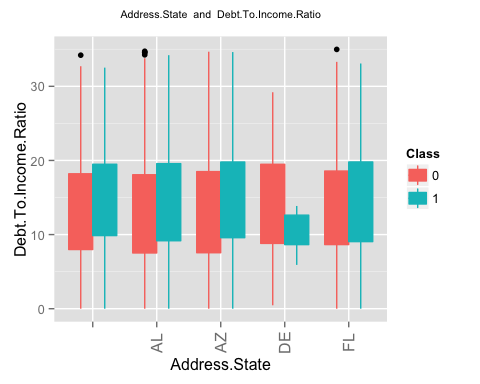 Address.State and Debt.To.Income.Ratio
Debt.To.Income.Ratio
30
20
10
0
AL
AZ
DE
FL
Address.State
Class
0
1